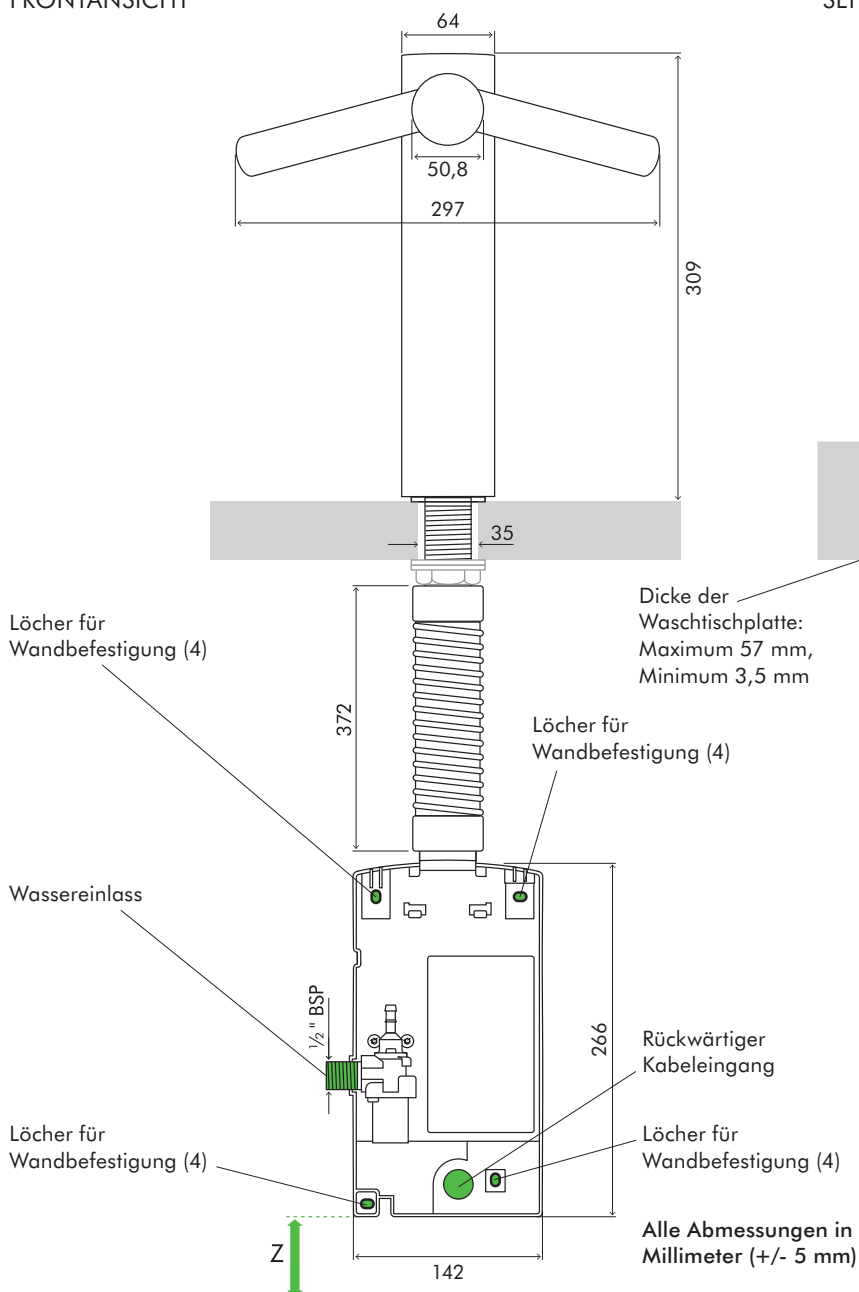 64
50,8
297
309
35
Dicke der
Waschtischplatte:
Maximum 57 mm,
Minimum 3,5 mm
Löcher für
Wandbefestigung (4)
372
Löcher für
Wandbefestigung (4)
Wassereinlass
½" BSP
266
Rückwärtiger
Kabeleingang
Löcher für
Wandbefestigung (4)
Löcher für
Wandbefestigung (4)
Z
142
Alle Abmessungen in
Millimeter (+/- 5 mm)